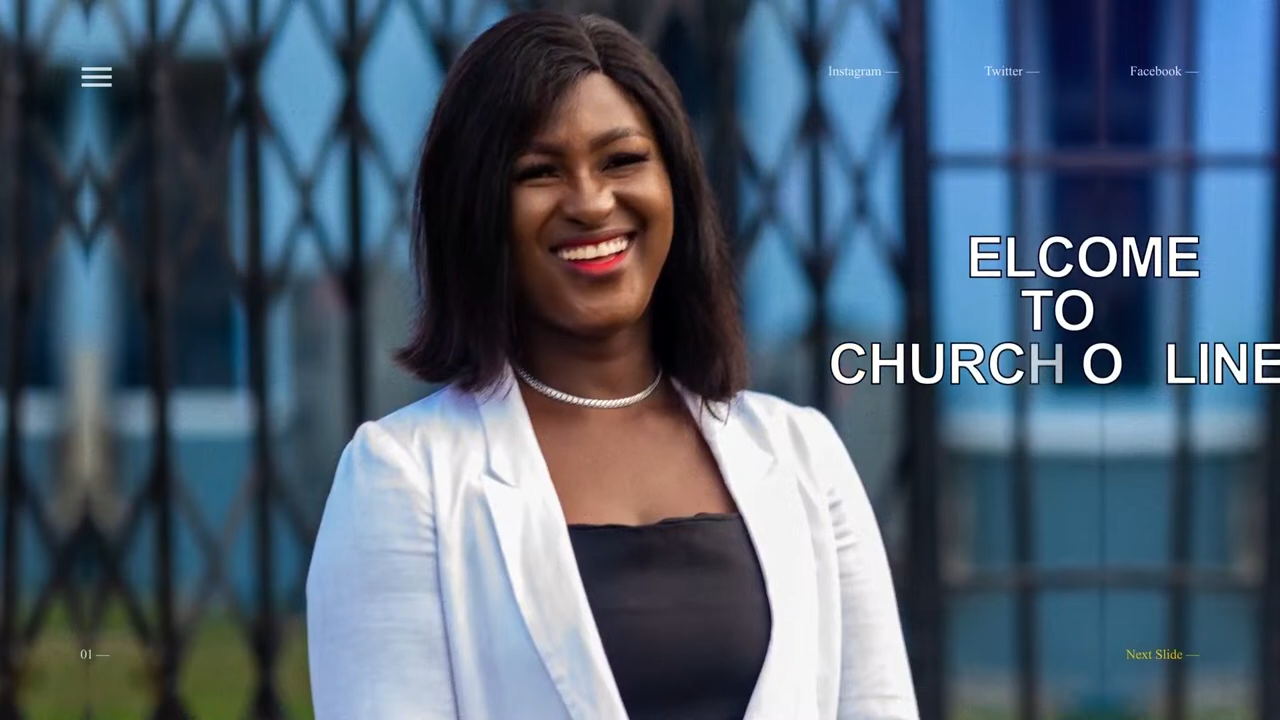 Instagram —
Twitter —
Facebook —
ELCOME
TO
CHURCH O LINE
01 —
Next Slide —